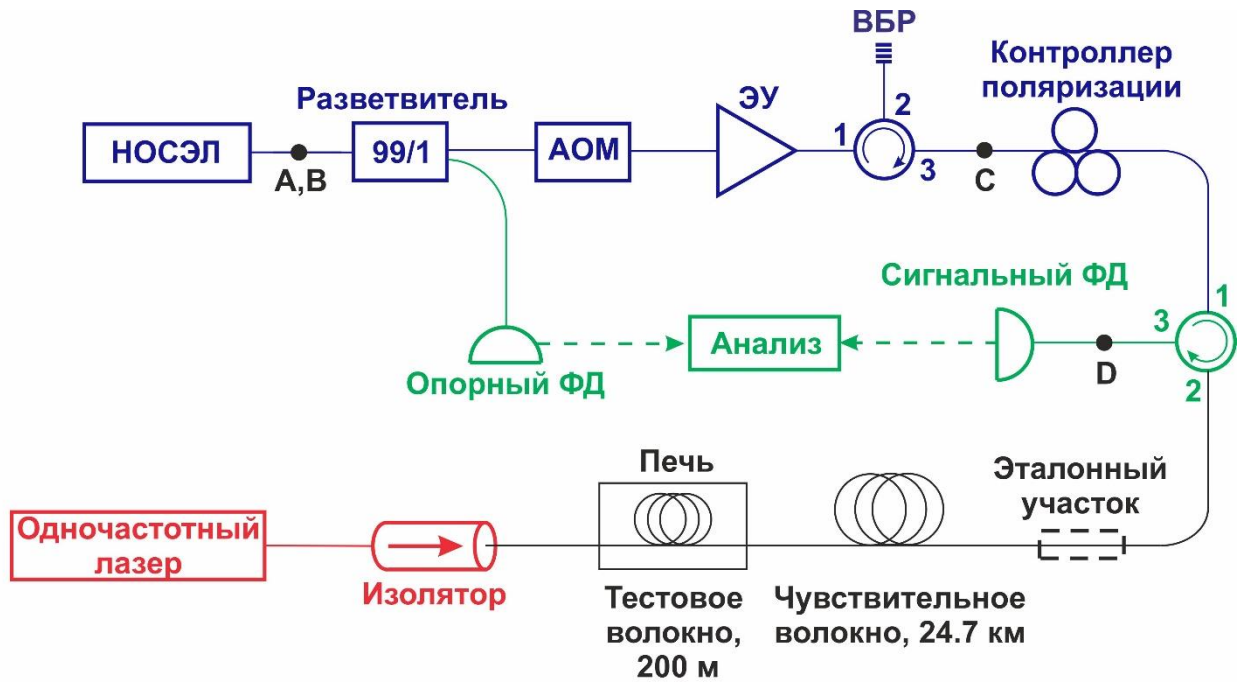 ВБР
Контроллер
поляризации
Разветвитель
ЭУ
НОСЭЛ
99/1
АОМ
1
2
3
A,B
C
Сигнальный ФД
1
3
2
Анализ
D
Опорный ФД
Печь
Эталонный
участок
Одночастотный
лазер
Изолятор
Тестовое
волокно,
200 м
Чувствительное
волокно, 24.7 км